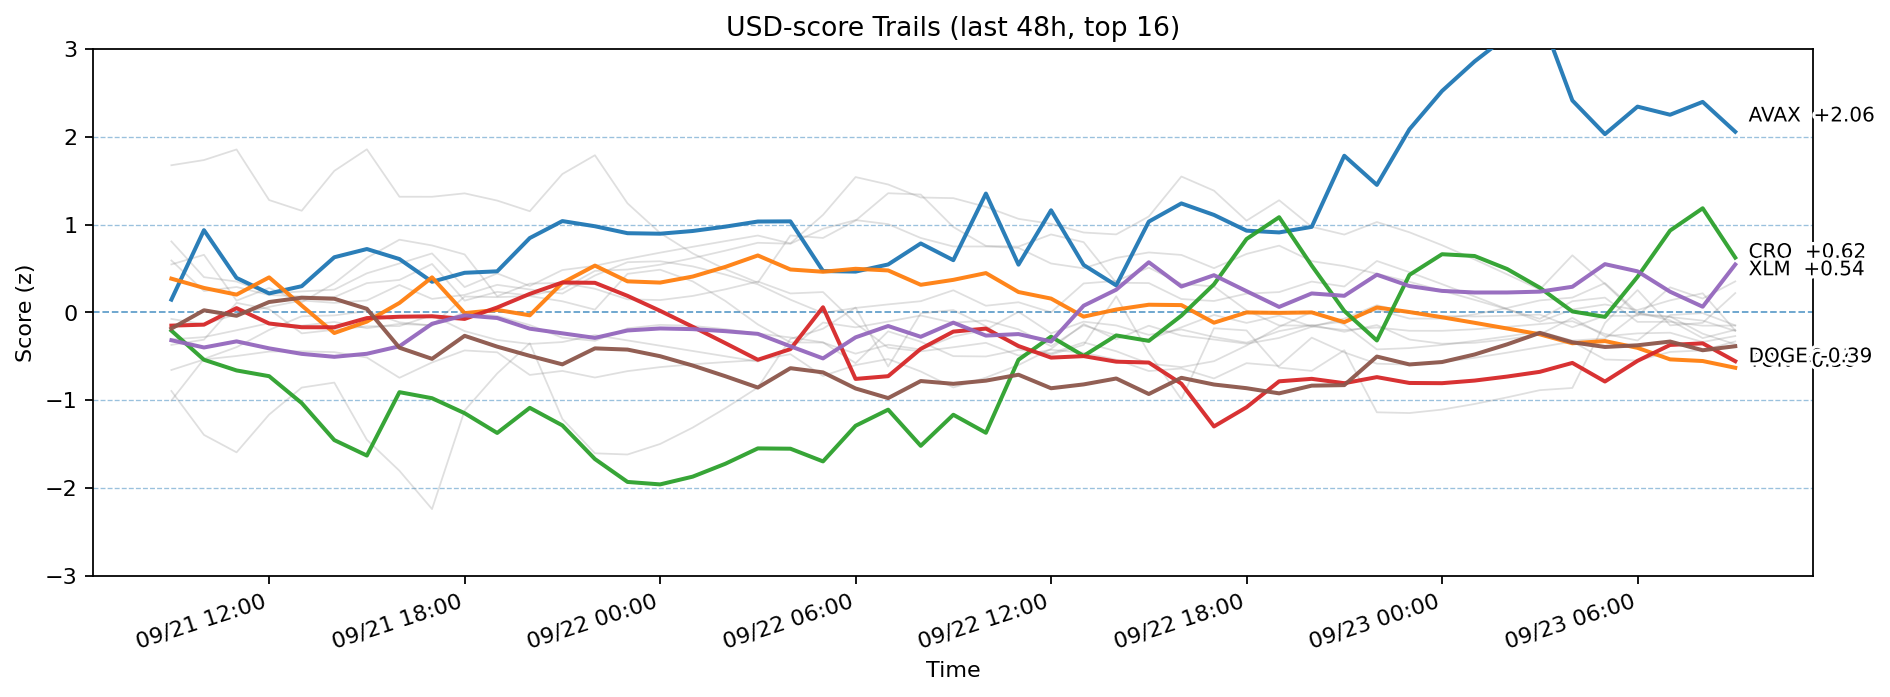 USD-score Trails (last 48h, top 16)
3
2
1
0
−1
−2
−3
Score (z)
AVAX +2.06
CRO +0.62
XLM +0.54
DOGE -0.39
09/21 12:00
09/21 18:00
09/22 00:00
09/22 06:00
09/22 12:00
09/22 18:00
09/23 00:00
09/23 06:00
Time